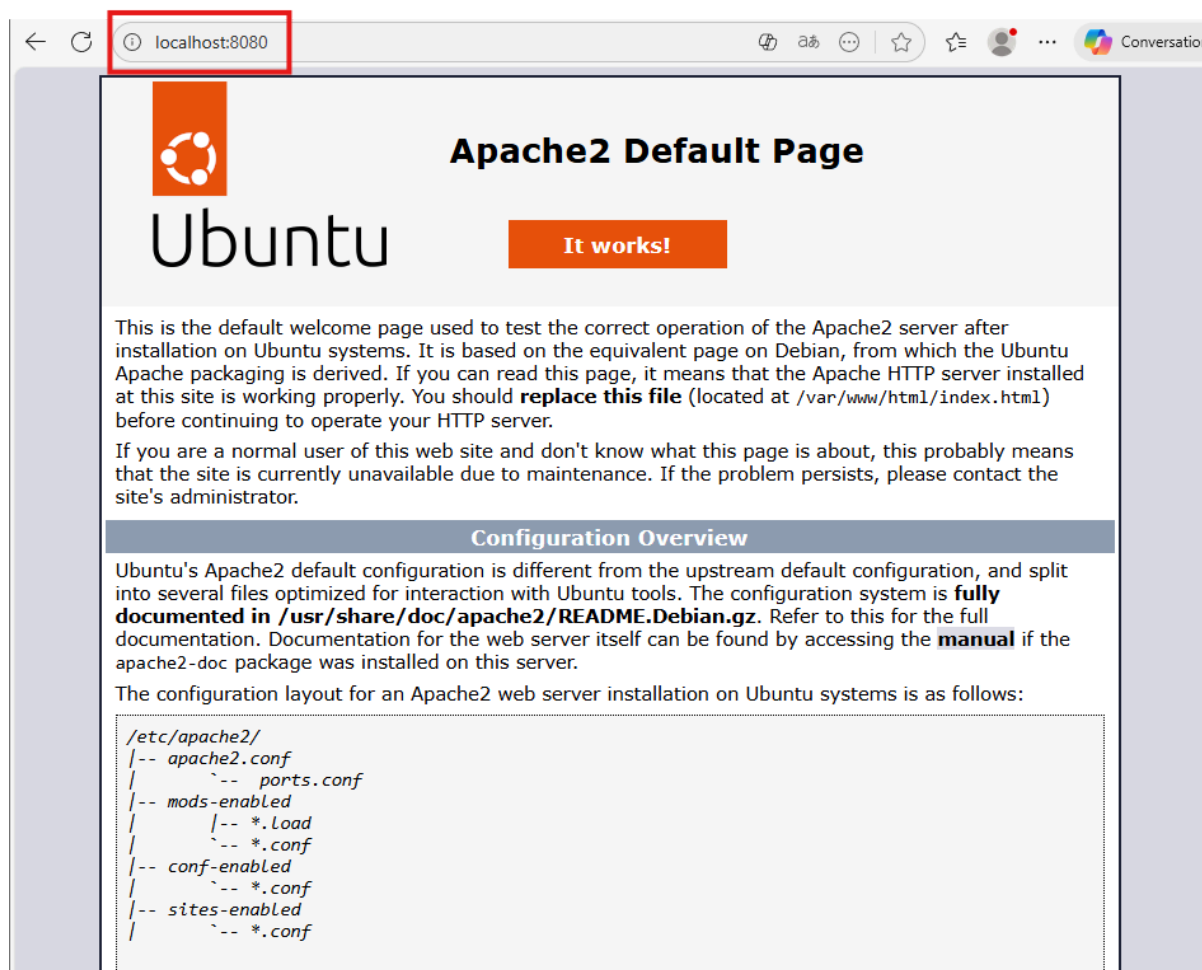 localhost:8080
Conversatio
Ubuntu
Apache2 Default Page
It works!
This is the default welcome page used to test the correct operation of the Apache2 server after
installation on Ubuntu systems. It is based on the equivalent page on Debian, from which the Ubuntu
Apache packaging is derived. If you can read this page, it means that the Apache HTTP server installed
at this site is working properly. You should replace this file (located at /var/www/html/index.html)
before continuing to operate your HTTP server.
If you are a normal user of this web site and don't know what this page is about, this probably means
that the site is currently unavailable due to maintenance. If the problem persists, please contact the
site's administrator.
Configuration Overview
Ubuntu's Apache2 default configuration is different from the upstream default configuration, and split
into several files optimized for interaction with Ubuntu tools. The configuration system is fully
documented in /usr/share/doc/apache2/README.Debian.gz. Refer to this for the full
documentation. Documentation for the web server itself can be found by accessing the manual if the
apache2-doc package was installed on this server.
The configuration layout for an Apache2 web server installation on Ubuntu systems is as follows:
/etc/apache2/
|-- apache2.conf
|       `--  ports.conf
|-- mods-enabled
|       |-- *.load
|       `-- *.conf
|-- conf-enabled
|       `-- *.conf
|-- sites-enabled
|       `-- *.conf